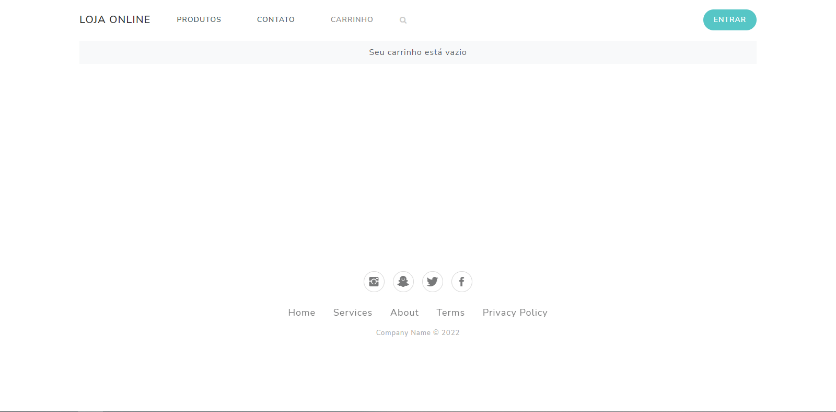 LOJA ONLINE PRODUTOS CONTATO CARRINHO ENTRAR
Seu carrinho está vazio
Home Services About Terms Privacy Policy
Company Name © 2022